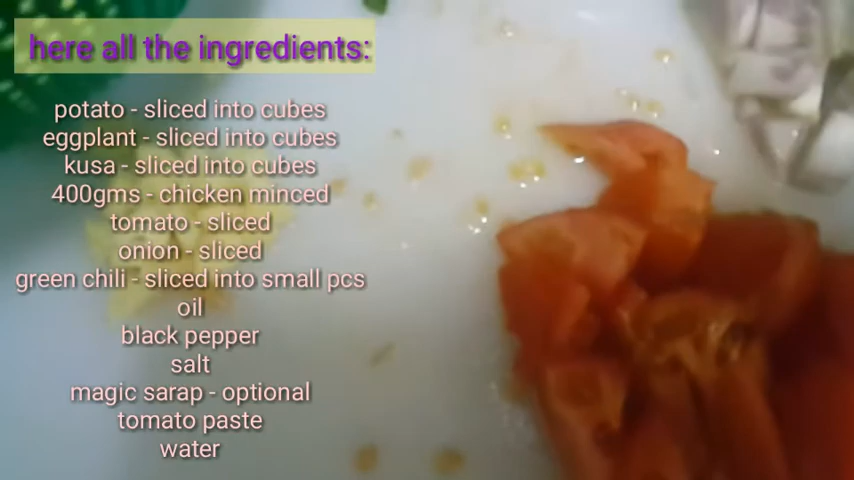 here all the ingredients:
potato - sliced into cubes
eggplant - sliced into cubes
kusa - sliced into cubes
400gms - chicken minced
tomato - sliced
onion - sliced
green chili - sliced into small pcs
oil
black pepper
salt
magic sarap - optional
tomato paste
water